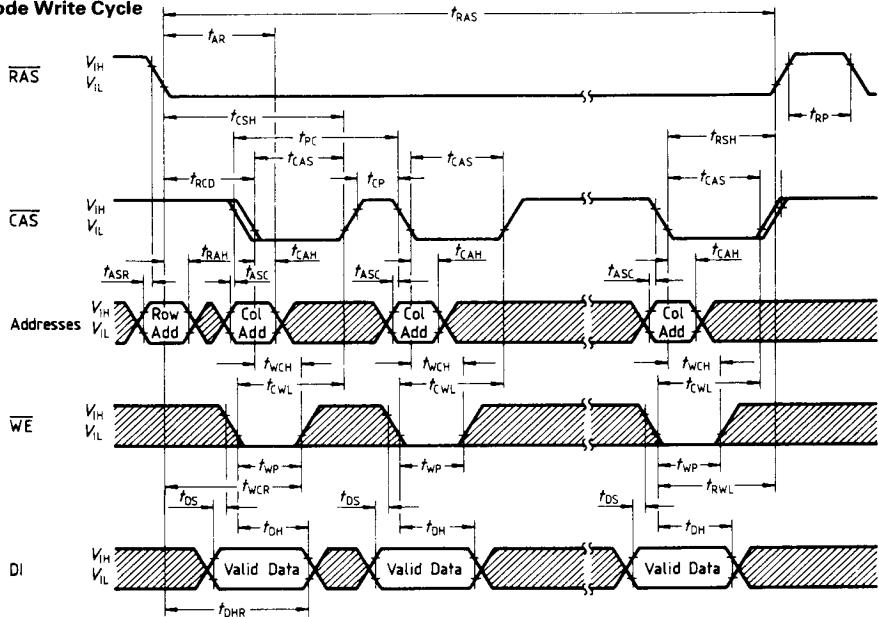 ode Write Cycle
tRAS
tAR
RAS
VIH
VIL
tCSH
tRP
tPC
tRSH
tCAS
tCAS
tRCD
tCP
tCAS
CAS
VIH
VIL
tRAH
tCAH
tCAH
tCAH
tASR
tASC
tASC
tASC
Addresses
VIH
VIL
Row Add
Col Add
Col Add
Col Add
tWCH
tWCH
tWCH
tCWL
tCWL
tCWL
WE
VIH
VIL
tWP
tWP
tWP
tWCR
tRWL
tDS
tDS
tDS
tDH
tDH
tDH
DI
VIH
VIL
Valid Data
Valid Data
Valid Data
tDHR